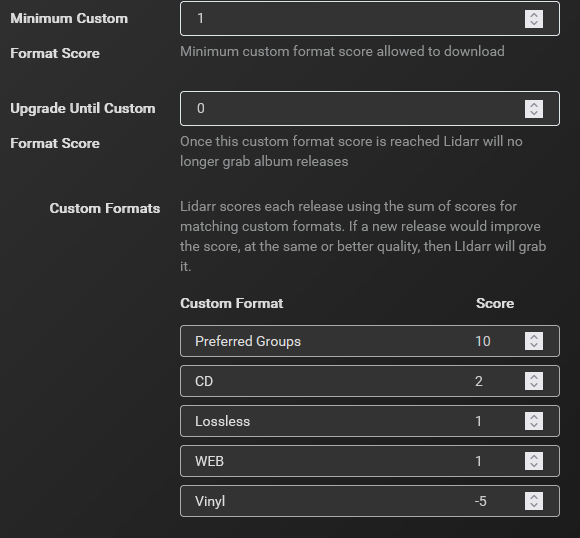 Minimum Custom
Format Score
1
Minimum custom format score allowed to download
Upgrade Until Custom
Format Score
0
Once this custom format score is reached Lidarr will no
longer grab album releases
Custom Formats
Lidarr scores each release using the sum of scores for
matching custom formats. If a new release would improve
the score, at the same or better quality, then LIdarr will grab
it.
Custom Format Score
Preferred Groups 10
CD 2
Lossless 1
WEB 1
Vinyl -5